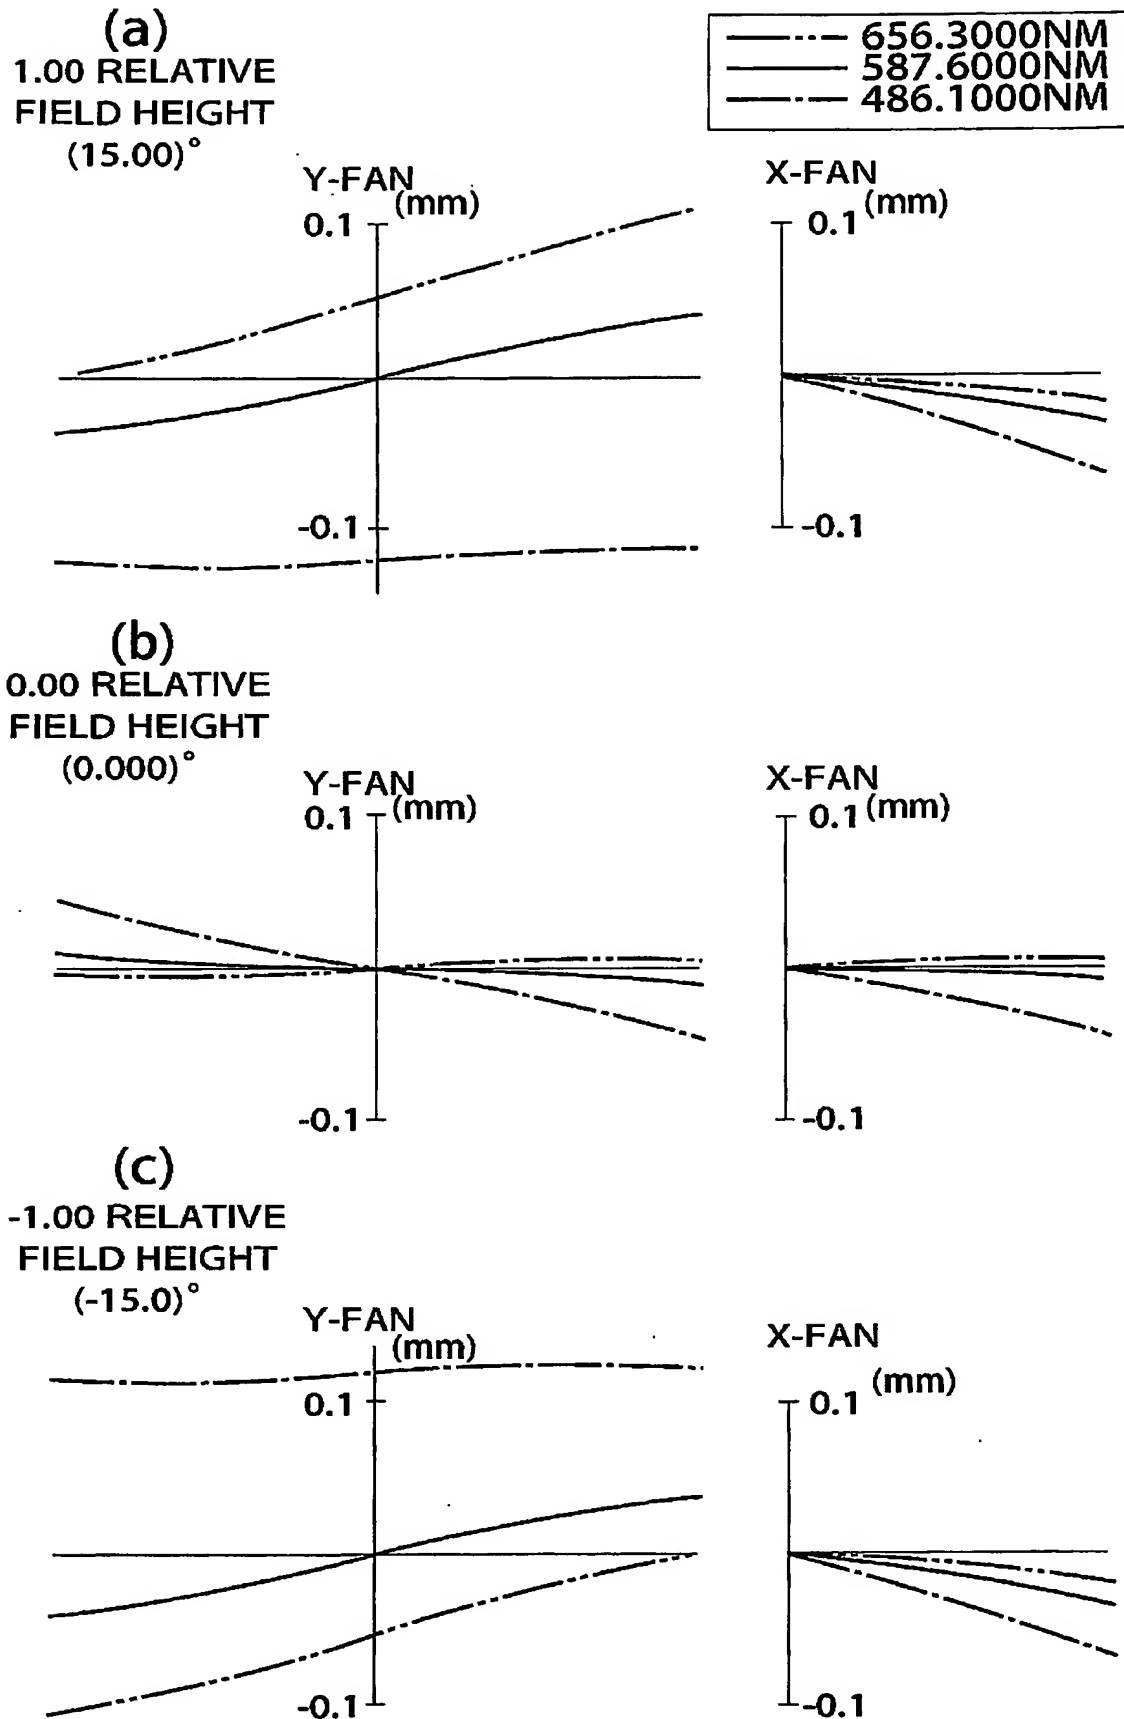 (a)
1.00 RELATIVE
FIELD HEIGHT
(15.00)°
656.3000NM
587.6000NM
486.1000NM
Y-FAN
(mm)
0.1
-0.1
X-FAN
(mm)
0.1
-0.1
(b)
0.00 RELATIVE
FIELD HEIGHT
(0.000)°
Y-FAN
(mm)
0.1
-0.1
X-FAN
(mm)
0.1
-0.1
(c)
-1.00 RELATIVE
FIELD HEIGHT
(-15.0)°
Y-FAN
(mm)
0.1
-0.1
X-FAN
(mm)
0.1
-0.1